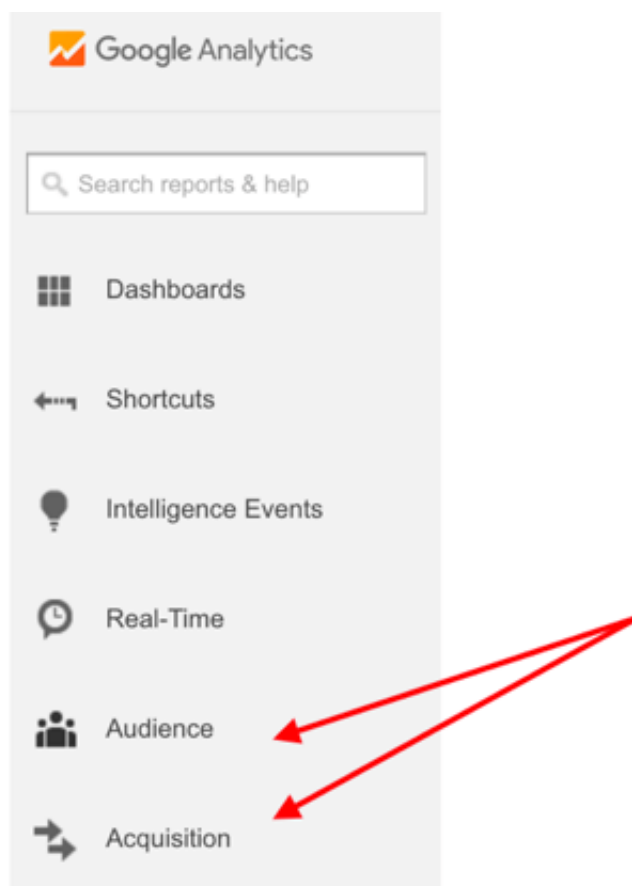 Google Analytics
Search reports & help
Dashboards
Shortcuts
Intelligence Events
Real-Time
Audience
Acquisition